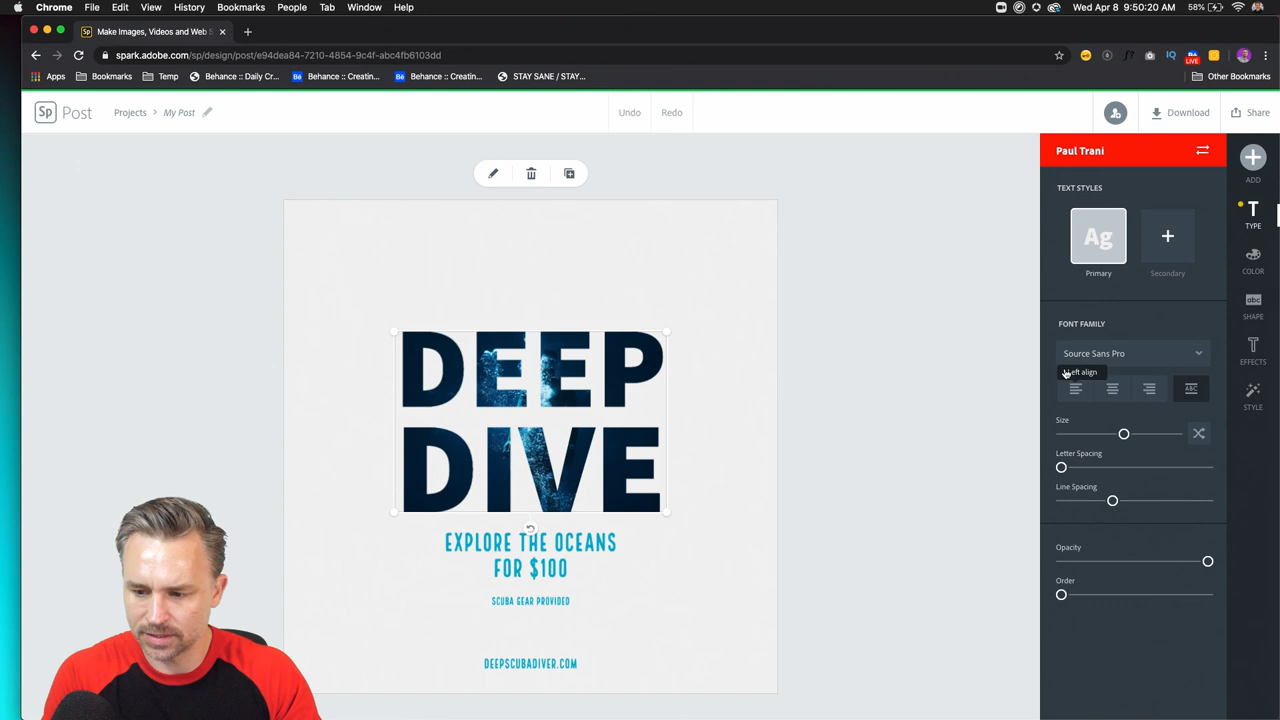 Chrome File Edit View History Bookmarks People Tab Window Help 58% Wed Apr 8 9:50:20 AM
Make Images, Videos and Web S
spark.adobe.com/sp/design/post/e94dea84-7210-4854-9c4f-abc4fb6103dd
Apps Bookmarks Temp Behance :: Daily Cr... Behance :: Creatin... Behance :: Creatin... STAY SANE / STAY... Other Bookmarks
LIVE
Sp Post Projects > My Post Undo Redo Download Share
Paul Trani
TEXT STYLES
Ag
Primary
+
Secondary
FONT FAMILY
Source Sans Pro
Left align
ABC
Size
Letter Spacing
Line Spacing
Opacity
Order
ADD
T
TYPE
COLOR
abc
SHAPE
T
EFFECTS
STYLE
DEEP
DIVE
EXPLORE THE OCEANS
FOR $100
SCUBA GEAR PROVIDED
DEEPSCUBADIVER.COM